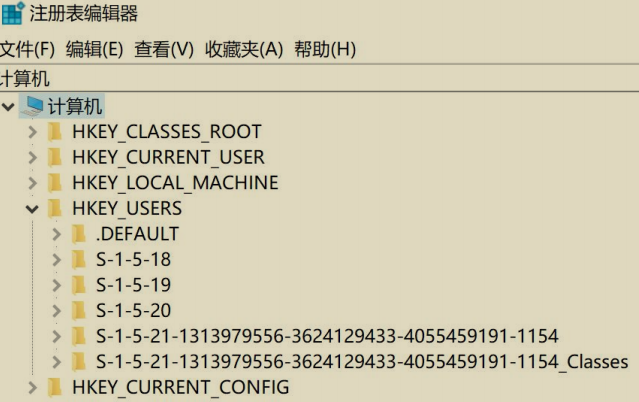 注册表编辑器
文件(F) 编辑(E) 查看(V) 收藏夹(A) 帮助(H)
计算机
计算机
HKEY_CLASSES_ROOT
HKEY_CURRENT_USER
HKEY_LOCAL_MACHINE
HKEY_USERS
.DEFAULT
S-1-5-18
S-1-5-19
S-1-5-20
S-1-5-21-1313979556-3624129433-4055459191-1154
S-1-5-21-1313979556-3624129433-4055459191-1154_Classes
HKEY_CURRENT_CONFIG